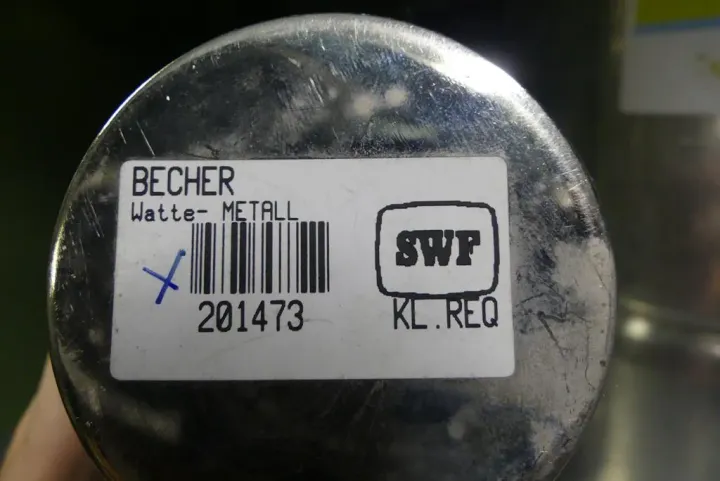 BECHER
Watte- METALL
SWF
201473
KL.REQ